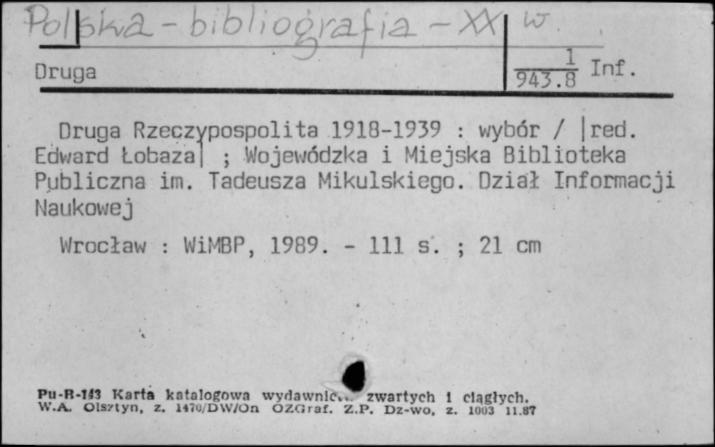 Polska - bibliografia - XX w
Druga
1
943.8 Inf.
Druga Rzeczypospolita 1918-1939 : wybór / |red.
Edward Łobaza| ; Wojewódzka i Miejska Biblioteka
Publiczna im. Tadeusza Mikulskiego. Dział Informacji
Naukowej
Wrocław : WiMBP, 1989. - 111 s. ; 21 cm
Pu-B-143 Karta katalogowa zwartych i ciągłych.
W.A. Olsztyn, z. 1470/DW/On OZGraf. Z.P. Dz-wo, z. 1003 11.87